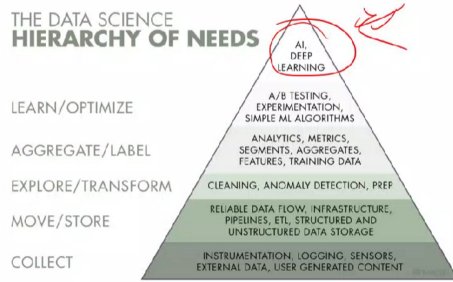 THE DATA SCIENCE
HIERARCHY OF NEEDS
AI,
DEEP
LEARNING
LEARN/OPTIMIZE
A/B TESTING,
EXPERIMENTATION,
SIMPLE ML ALGORITHMS
AGGREGATE/LABEL
ANALYTICS, METRICS,
SEGMENTS, AGGREGATES,
FEATURES, TRAINING DATA
EXPLORE/TRANSFORM
CLEANING, ANOMALY DETECTION, PREP
MOVE/STORE
RELIABLE DATA FLOW, INFRASTRUCTURE,
PIPELINES, ETL, STRUCTURED AND
UNSTRUCTURED DATA STORAGE
COLLECT
INSTRUMENTATION, LOGGING, SENSORS,
EXTERNAL DATA, USER GENERATED CONTENT